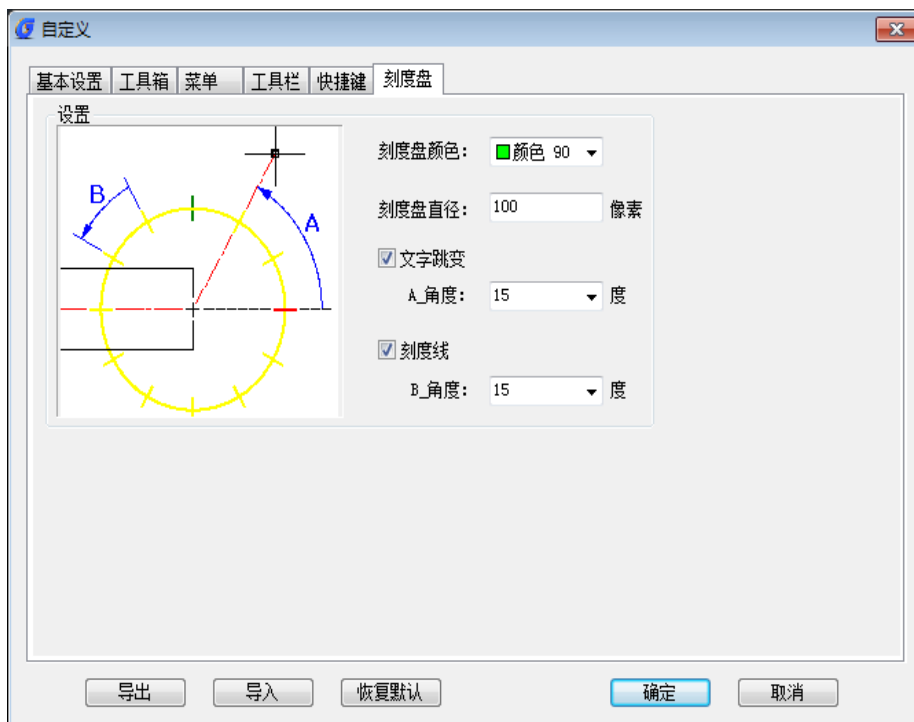 自定义
基本设置 工具箱 菜单 工具栏 快捷键 刻度盘
设置
刻度盘颜色: 颜色 90
B
A
刻度盘直径: 100 像素
文字跳变
A_角度: 15 度
刻度线
B_角度: 15 度
导出 导入 恢复默认 确定 取消